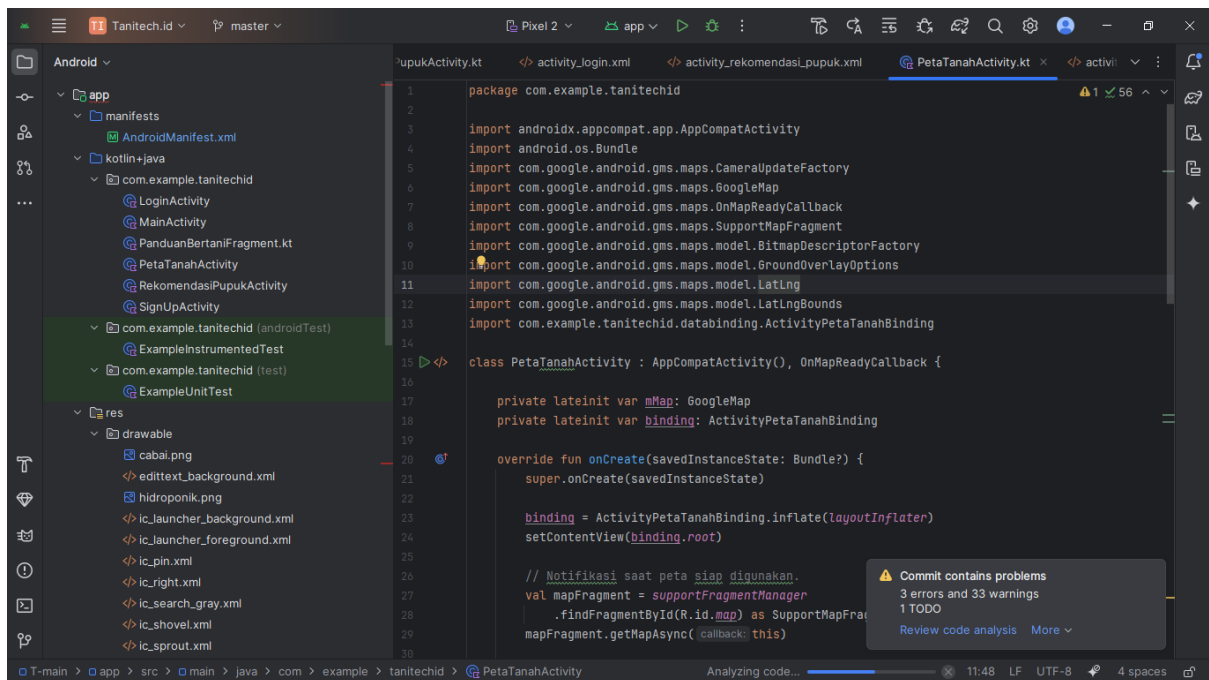 TI Tanitech.id master Pixel 2 app
Android
app
manifests
AndroidManifest.xml
kotlin+java
com.example.tanitechid
LoginActivity
MainActivity
PanduanBertaniFragment.kt
PetaTanahActivity
RekomendasiPupukActivity
SignUpActivity
com.example.tanitechid (androidTest)
ExampleInstrumentedTest
com.example.tanitechid (test)
ExampleUnitTest
res
drawable
cabai.png
edittext_background.xml
hidroponik.png
ic_launcher_background.xml
ic_launcher_foreground.xml
ic_pin.xml
ic_right.xml
ic_search_gray.xml
ic_shovel.xml
ic_sprout.xml
PupukActivity.kt activity_login.xml activity_rekomendasi_pupuk.xml PetaTanahActivity.kt activit
1 package com.example.tanitechid 1 56
2
3 import androidx.appcompat.app.AppCompatActivity
4 import android.os.Bundle
5 import com.google.android.gms.maps.CameraUpdateFactory
6 import com.google.android.gms.maps.GoogleMap
7 import com.google.android.gms.maps.OnMapReadyCallback
8 import com.google.android.gms.maps.SupportMapFragment
9 import com.google.android.gms.maps.model.BitmapDescriptorFactory
10 import com.google.android.gms.maps.model.GroundOverlayOptions
11 import com.google.android.gms.maps.model.LatLng
12 import com.google.android.gms.maps.model.LatLngBounds
13 import com.example.tanitechid.databinding.ActivityPetaTanahBinding
14
15 class PetaTanahActivity : AppCompatActivity(), OnMapReadyCallback {
16
17 private lateinit var mMap: GoogleMap
18 private lateinit var binding: ActivityPetaTanahBinding
19
20 override fun onCreate(savedInstanceState: Bundle?) {
21 super.onCreate(savedInstanceState)
22
23 binding = ActivityPetaTanahBinding.inflate(layoutInflater)
24 setContentView(binding.root)
25
26 // Notifikasi saat peta siap digunakan.
27 val mapFragment = supportFragmentManager
28 .findFragmentById(R.id.map) as SupportMapFrag
29 mapFragment.getMapAsync( callback: this)
30
Commit contains problems
3 errors and 33 warnings
1 TODO
Review code analysis More
T-main > app > src > main > java > com > example > tanitechid > PetaTanahActivity Analyzing code... 11:48 LF UTF-8 4 spaces